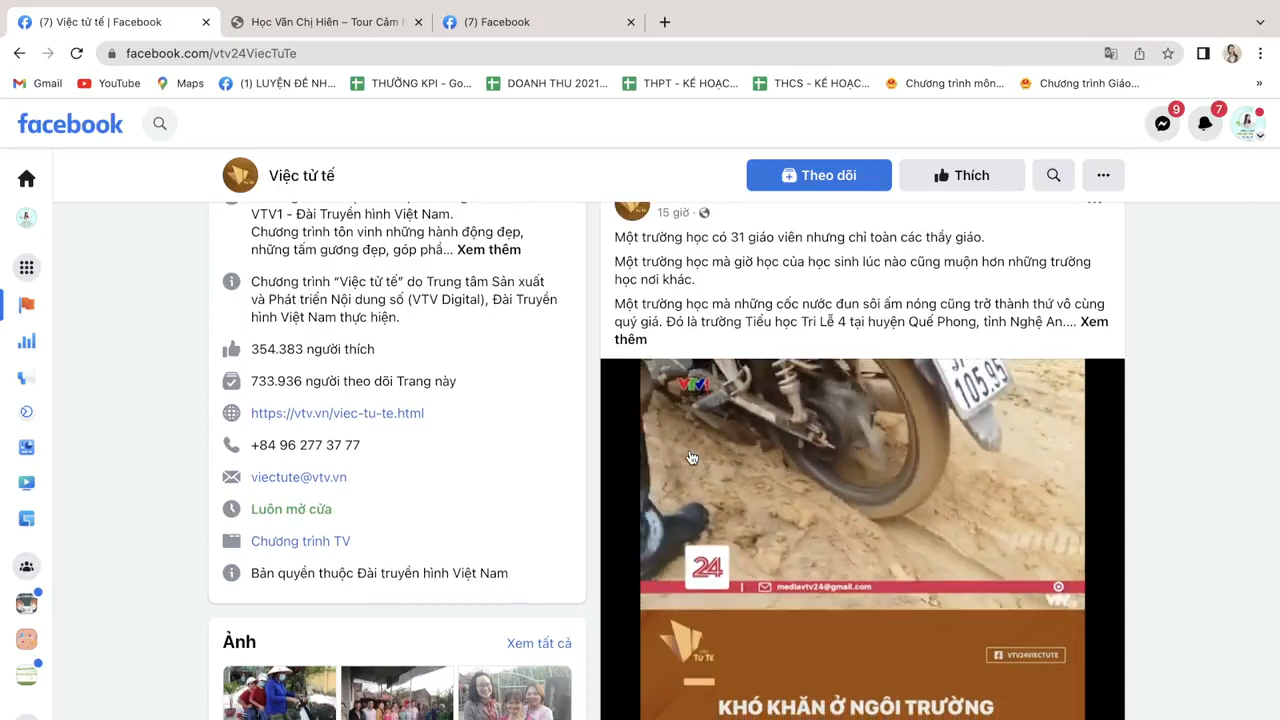 (7) Việc tử tế | Facebook
Học Văn Chị Hiên – Tour Cảm
(7) Facebook
facebook.com/vtv24ViecTuTe
Gmail
YouTube
Maps
(1) LUYỆN ĐỀ NH...
THƯỞNG KPI - Go...
DOANH THU 2021...
THPT - KẾ HOẠC...
THCS - KẾ HOẠC...
Chương trình môn...
Chương trình Giáo...
»
facebook
9
7
Việc tử tế
Theo dõi
Thích
VTV1 - Đài Truyền hình Việt Nam.
Chương trình tôn vinh những hành động đẹp,
những tấm gương đẹp, góp phầ... Xem thêm
Chương trình “Việc tử tế” do Trung tâm Sản xuất
và Phát triển Nội dung số (VTV Digital), Đài Truyền
hình Việt Nam thực hiện.
354.383 người thích
733.936 người theo dõi Trang này
https://vtv.vn/viec-tu-te.html
+84 96 277 37 77
viectute@vtv.vn
Luôn mở cửa
Chương trình TV
Bản quyền thuộc Đài truyền hình Việt Nam
Ảnh
Xem tất cả
15 giờ ·
Một trường học có 31 giáo viên nhưng chỉ toàn các thầy giáo.
Một trường học mà giờ học của học sinh lúc nào cũng muộn hơn những trường
học nơi khác.
Một trường học mà những cốc nước đun sôi ấm nóng cũng trở thành thứ vô cùng
quý giá. Đó là trường Tiểu học Tri Lễ 4 tại huyện Quế Phong, tỉnh Nghệ An.... Xem
thêm
VTV1
105.95
24
mediavtv24@gmail.com
VIỆC
TỬ TẾ
VTV24VIECTUTE
KHÓ KHĂN Ở NGÔI TRƯỜNG